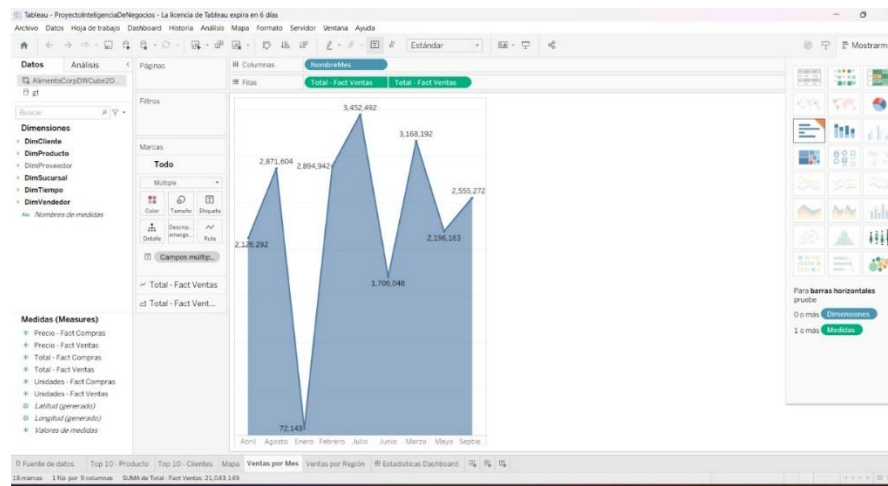 Tableau - ProyectoInteligenciaDeNegocios - La licencia de Tableau expira en 6 días
Archivo Datos Hoja de trabajo Dashboard Historia Análisis Mapa Formato Servidor Ventana Ayuda
Estándar
Mostrarm
Datos Análisis
AlimentaCorpDWCube20...
gt
Buscar
Dimensiones
DimCliente
DimProducto
DimProveedor
DimSucursal
DimTiempo
DimVendedor
Abc Nombres de medidas
Medidas (Measures)
Precio - Fact Compras
Precio - Fact Ventas
Total - Fact Compras
Total - Fact Ventas
Unidades - Fact Compras
Unidades - Fact Ventas
Latitud (generado)
Longitud (generado)
Valores de medidas
Páginas
Filtros
Marcas
Todo
Múltiple
Color Tamaño Etiqueta
Detalle Descrip... emerge... Ruta
Campos múltip..
Total - Fact Ventas
Total - Fact Vent...
Columnas NombreMes
Filas Total - Fact Ventas Total - Fact Ventas
3,452,492
3,168,192
2,871,604 2,894,942
2,555,272
2,126,292
2,196,163
1,706,048
72,143
Abril Agosto Enero Febrero Julio Junio Marzo Mayo Septie
Para barras horizontales
pruebe
0 o más Dimensiones
1 o más Medidas
Fuente de datos Top 10 - Producto Top 10 - Clientes Mapa Ventas por Mes Ventas por Región Estadísticas Dashboard
18 marcas 1 fila por 9 columnas SUMA de Total - Fact Ventas: 21,043,149